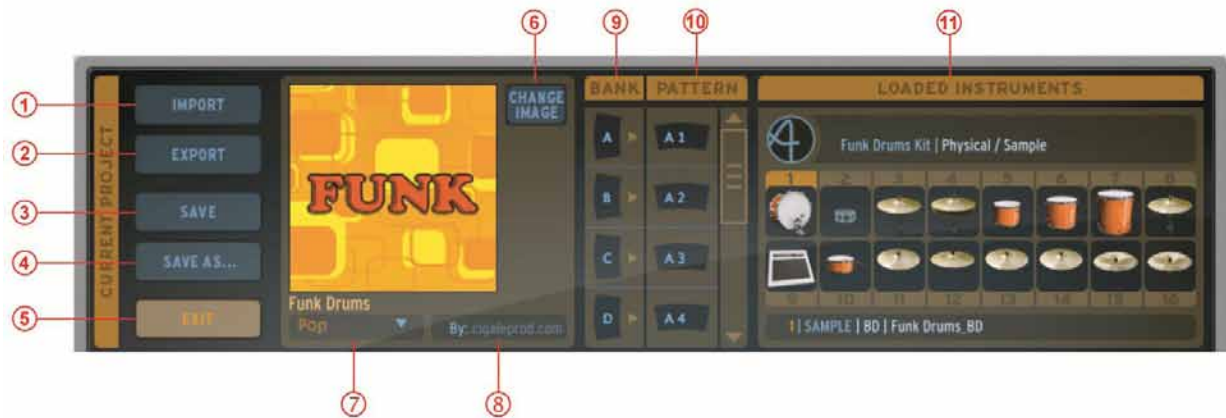 6
9
10
11
1
2
3
4
5
CURRENT PROJECT
IMPORT
EXPORT
SAVE
SAVE AS...
EXIT
FUNK
CHANGE
IMAGE
Funk Drums
Pop
By: cigaleprod.com
BANK
A
B
C
D
PATTERN
A 1
A 2
A 3
A 4
LOADED INSTRUMENTS
Funk Drums Kit | Physical / Sample
1 2 3 4 5 6 7 8
9 10 11 12 13 14 15 16
1 | SAMPLE | BD | Funk Drums_BD
7
8